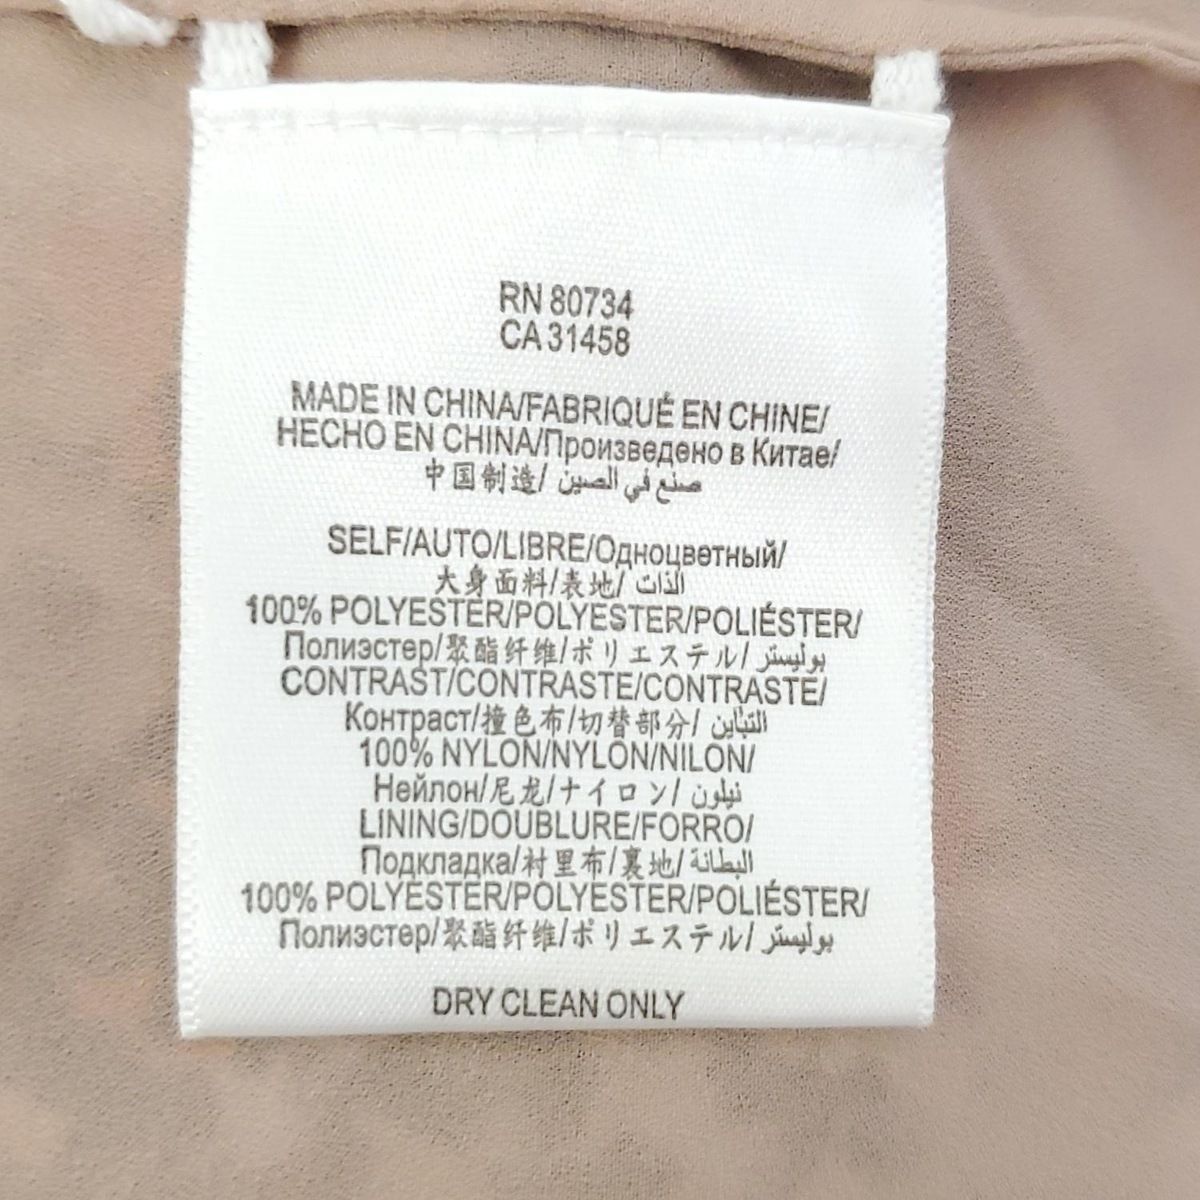 RN 80734
CA 31458
MADE IN CHINA/FABRIQUÉ EN CHINE/
HECHO EN CHINA/Произведено в Китае/
中国制造/ صنع في الصين
SELF/AUTO/LIBRE/Одноцветный/
大身面料/表地/ الذات
100% POLYESTER/POLYESTER/POLIÉSTER/
Полиэстер/聚酯纤维/ポリエステル/ بوليستر
CONTRAST/CONTRASTE/CONTRASTE/
Контраст/撞色布/切替部分/ التباين
100% NYLON/NYLON/NILON/
Нейлон/尼龙/ナイロン/ نيلون
LINING/DOUBLURE/FORRO/
Подкладка/衬里布/裏地/ البطانة
100% POLYESTER/POLYESTER/POLIÉSTER/
Полиэстер/聚酯纤维/ポリエステル/ بوليستر
DRY CLEAN ONLY